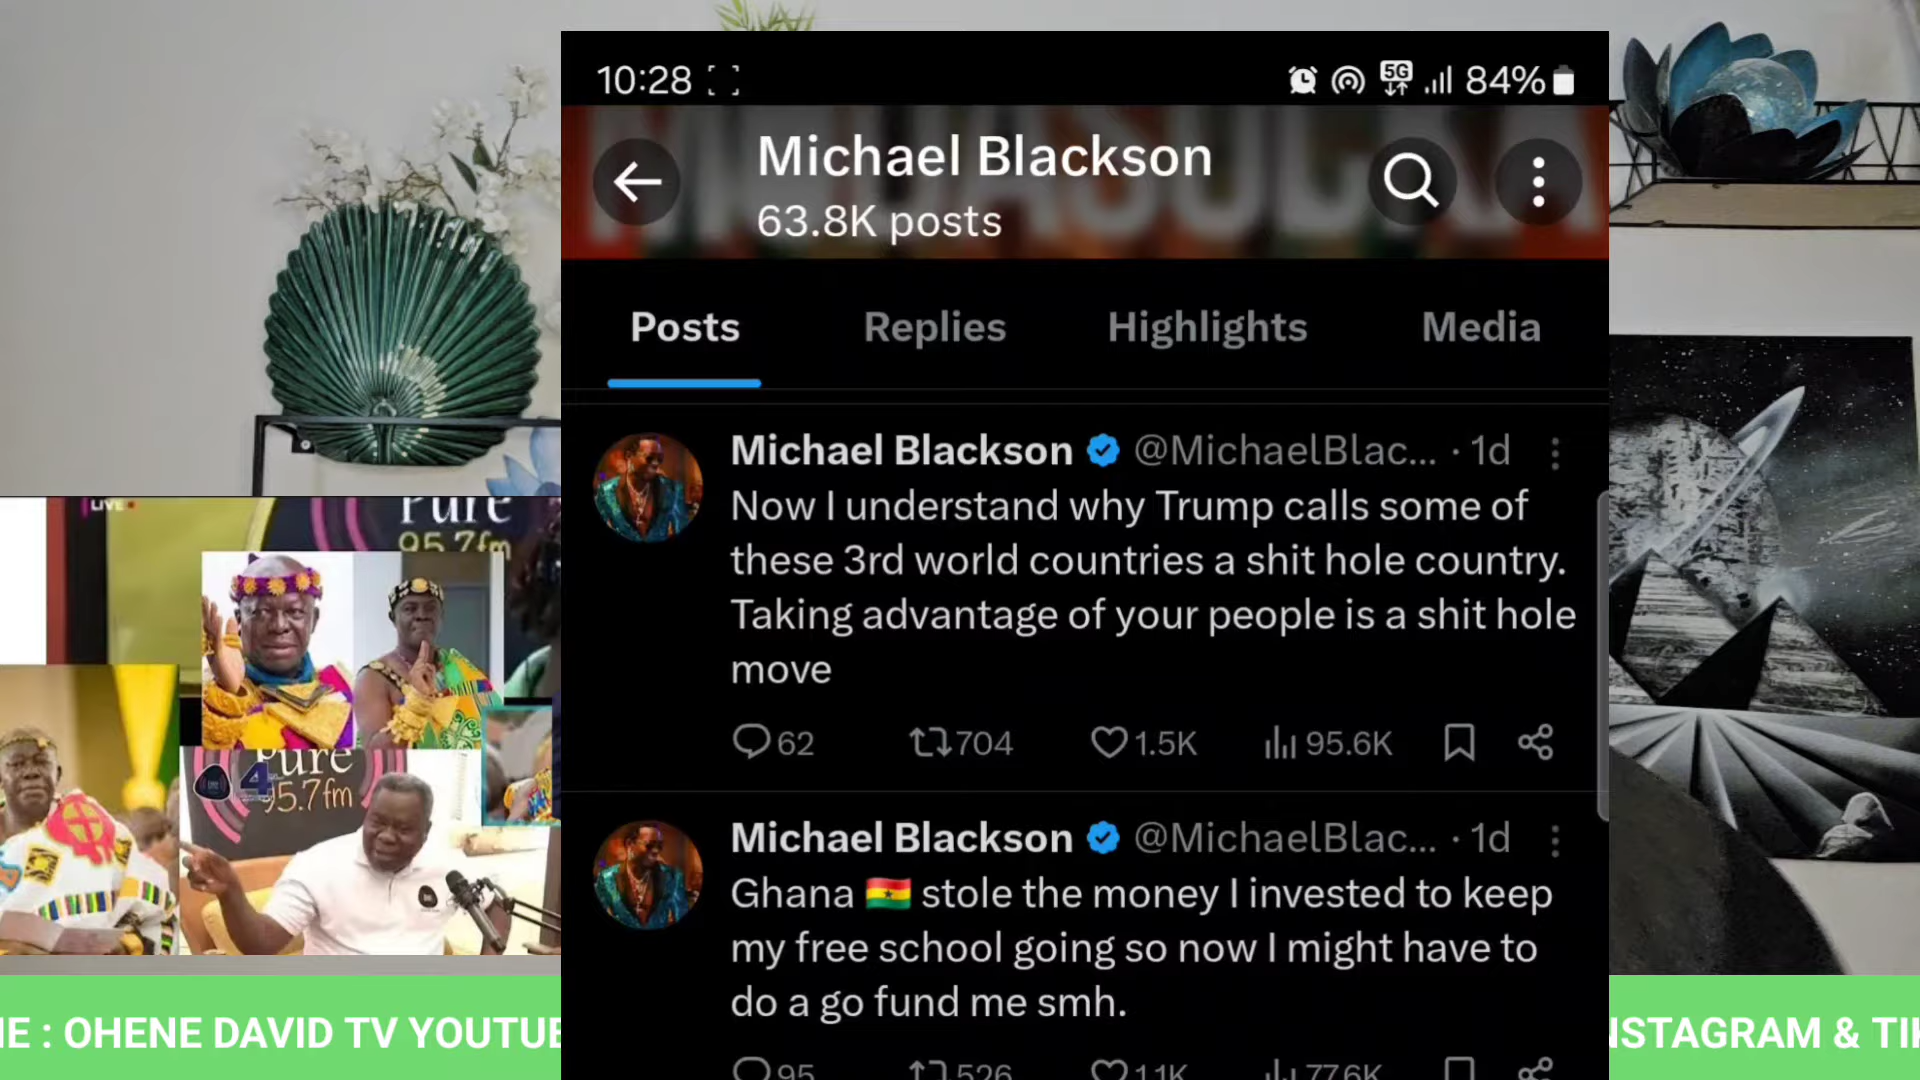 10:28
5G
84%
Michael Blackson
63.8K posts
Posts
Replies
Highlights
Media
Michael Blackson @MichaelBlac... · 1d
Now I understand why Trump calls some of
these 3rd world countries a shit hole country.
Taking advantage of your people is a shit hole
move
62
704
1.5K
95.6K
Michael Blackson @MichaelBlac... · 1d
Ghana 🇬🇭 stole the money I invested to keep
my free school going so now I might have to
do a go fund me smh.
95
526
1.1K
77.6K
LIVE
Pure
95.7fm
4
Pure
95.7fm
: OHENE DAVID TV
&